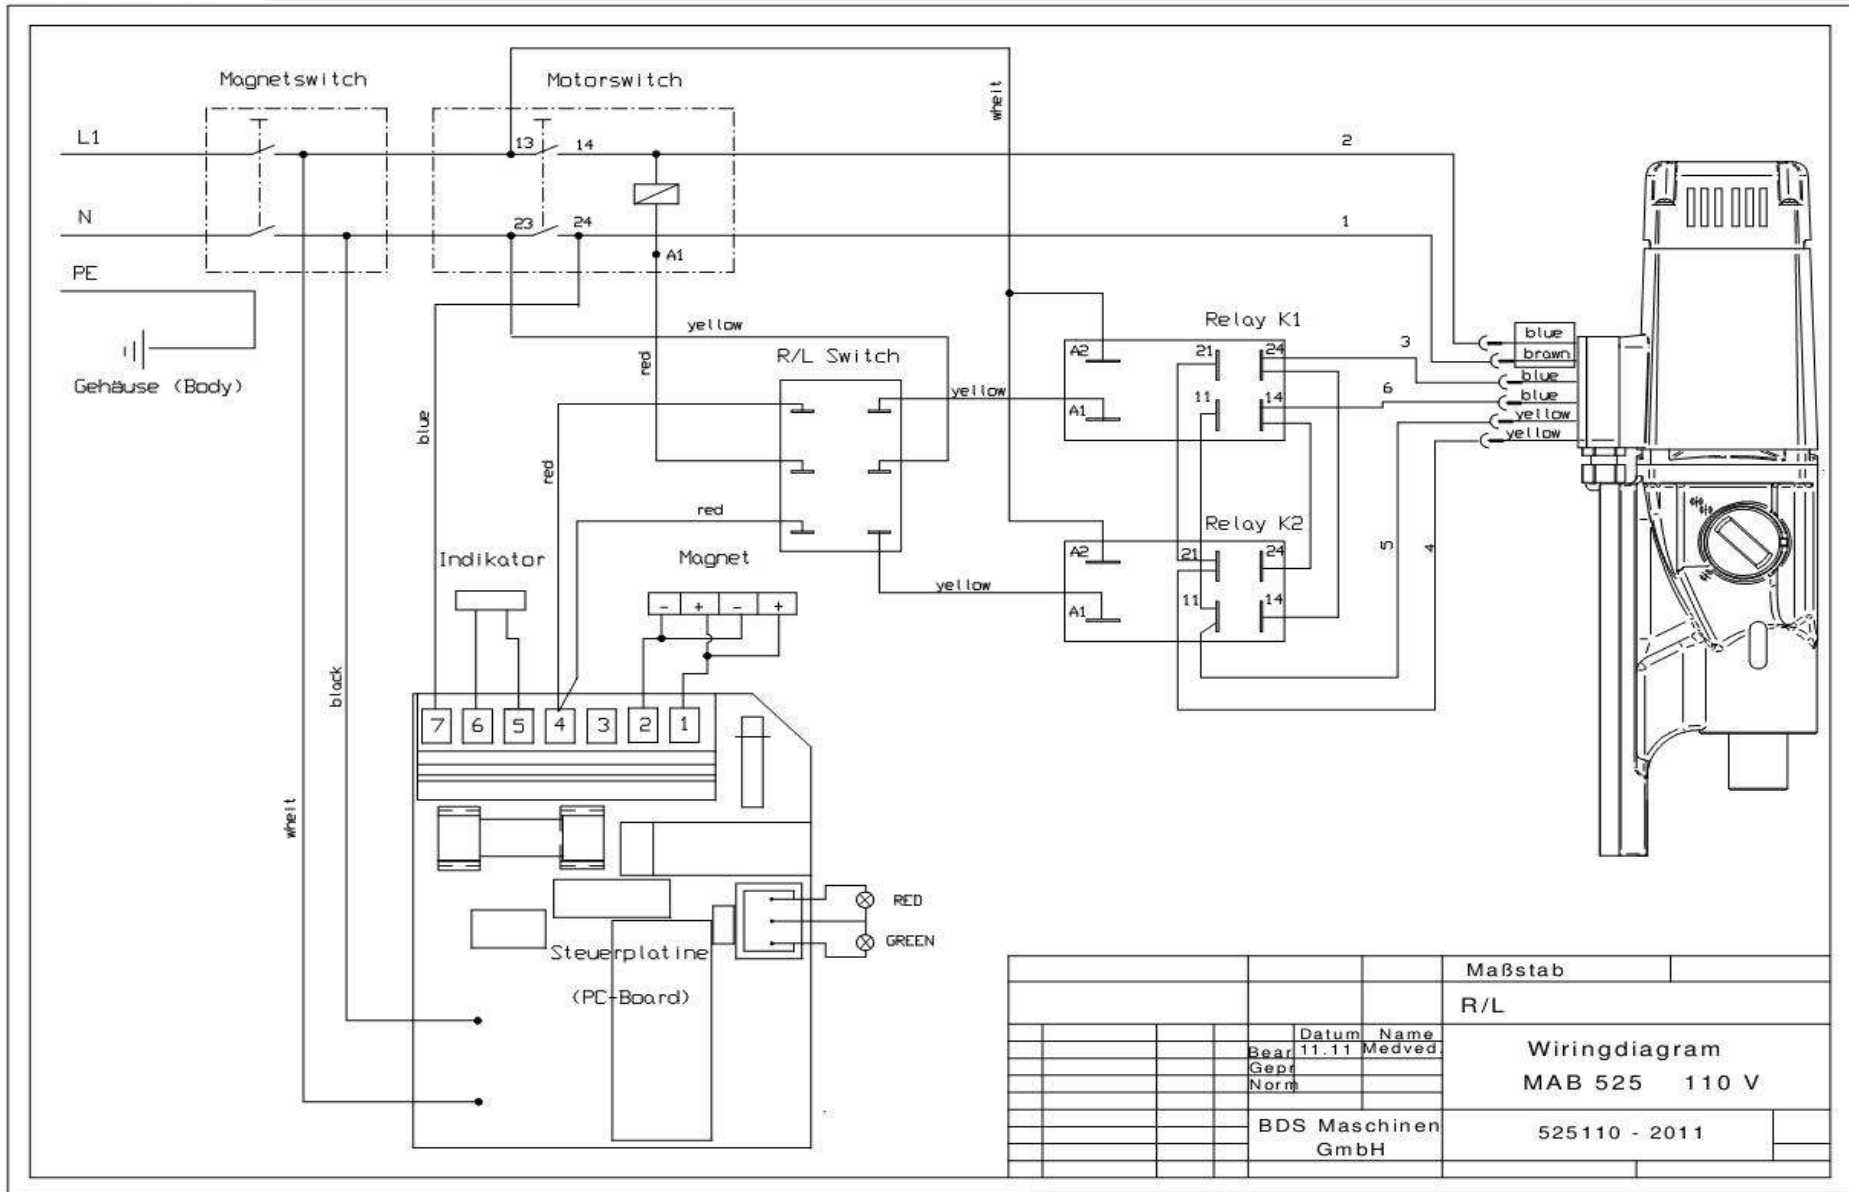 Magnetswitch
Motorswitch
L1
13
14
2
wheit
N
23
24
1
A1
PE
Gehäuse (Body)
yellow
R/L Switch
red
blue
red
red
yellow
yellow
Relay K1
A2
21
24
A1
11
14
3
6
blue
brawn
blue
blue
yellow
yellow
Relay K2
A2
21
24
A1
11
14
5
4
Indikator
Magnet
- + - +
black
wheit
7 6 5 4 3 2 1
RED
GREEN
Steuerplatine
(PC-Board)
Maßstab
R/L
Datum Name
Bear 11.11 Medved.
Gepr
Norm
Wiringdiagram
MAB 525 110 V
BDS Maschinen
GmbH
525110 - 2011